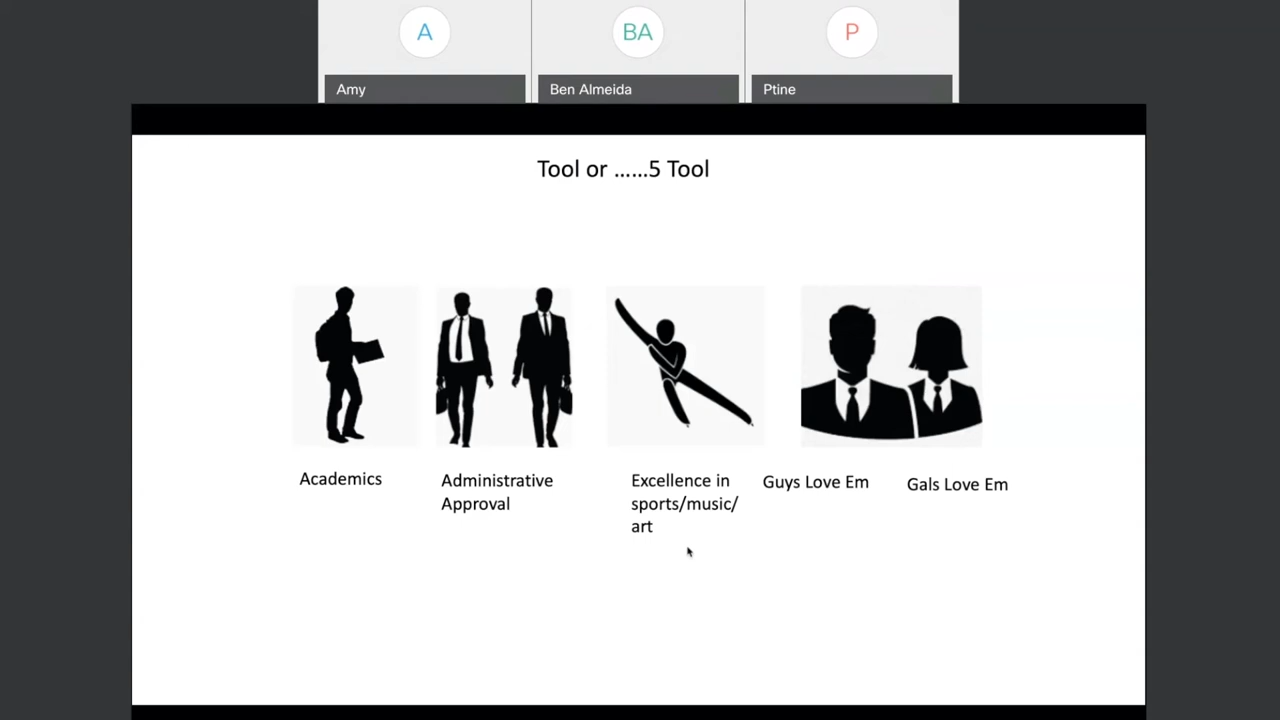 A
BA
P
Amy
Ben Almeida
Ptine
Tool or ......5 Tool
Academics
Administrative
Approval
Excellence in
sports/music/
art
Guys Love Em
Gals Love Em